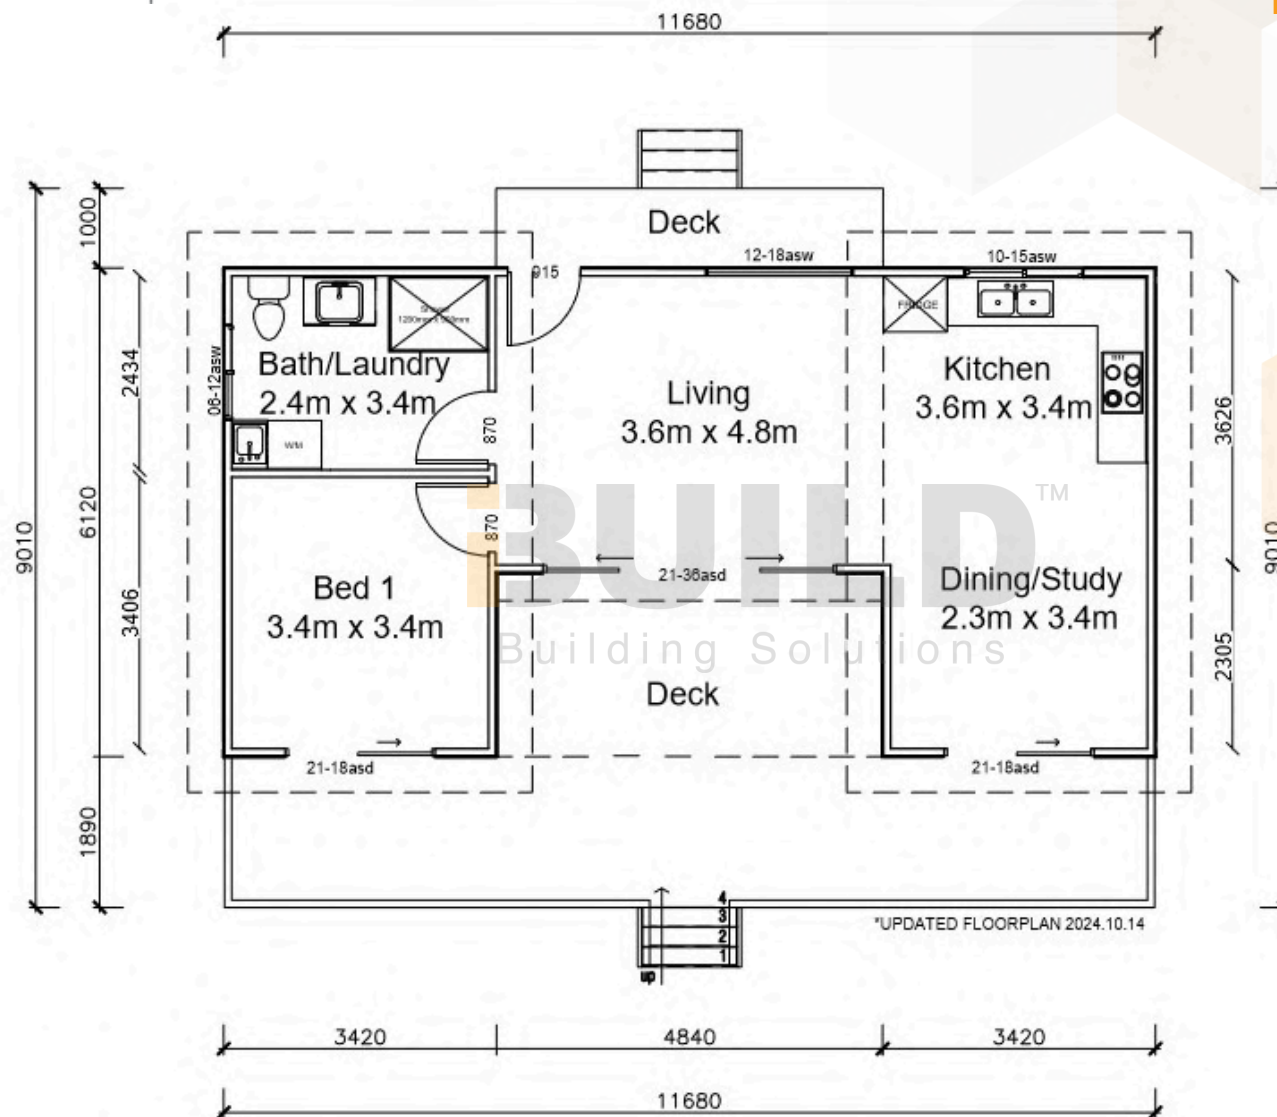 11680
Deck
1000
12-18asw
10-15asw
915
FRIDGE
Bath/Laundry
2.4m x 3.4m
06-12asw
2434
WM
870
Living
3.6m x 4.8m
Kitchen
3.6m x 3.4m
3626
6120
9010
9010
iBUILD™
Building Solutions
870
21-36asd
Bed 1
3.4m x 3.4m
3406
Dining/Study
2.3m x 3.4m
2305
Deck
21-18asd
21-18asd
1890
4
3
2
1
up
*UPDATED FLOORPLAN 2024.10.14
3420
4840
3420
11680